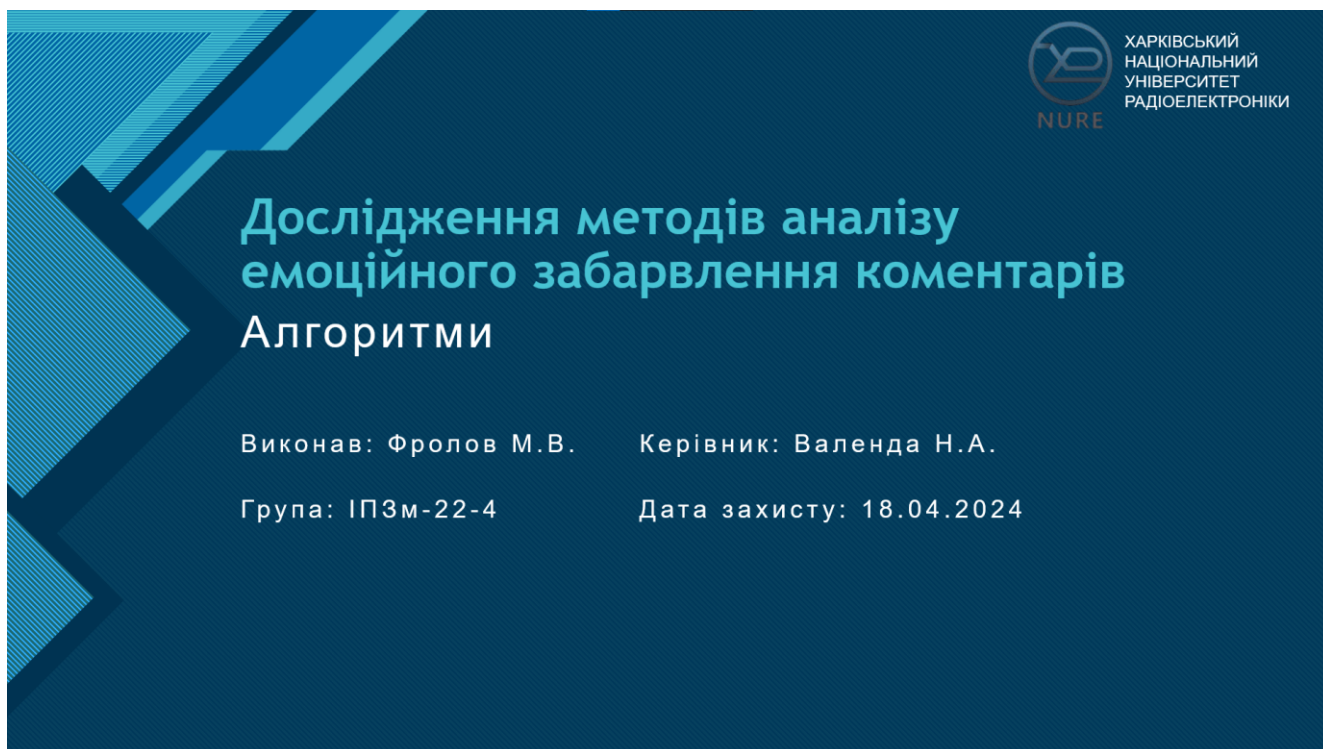 ХАРКІВСЬКИЙ
НАЦІОНАЛЬНИЙ
УНІВЕРСИТЕТ
РАДІОЕЛЕКТРОНІКИ
NURE
Дослідження методів аналізу
емоційного забарвлення коментарів
Алгоритми
Виконав: Фролов М.В. Керівник: Валенда Н.А.
Група: ІПЗм-22-4 Дата захисту: 18.04.2024